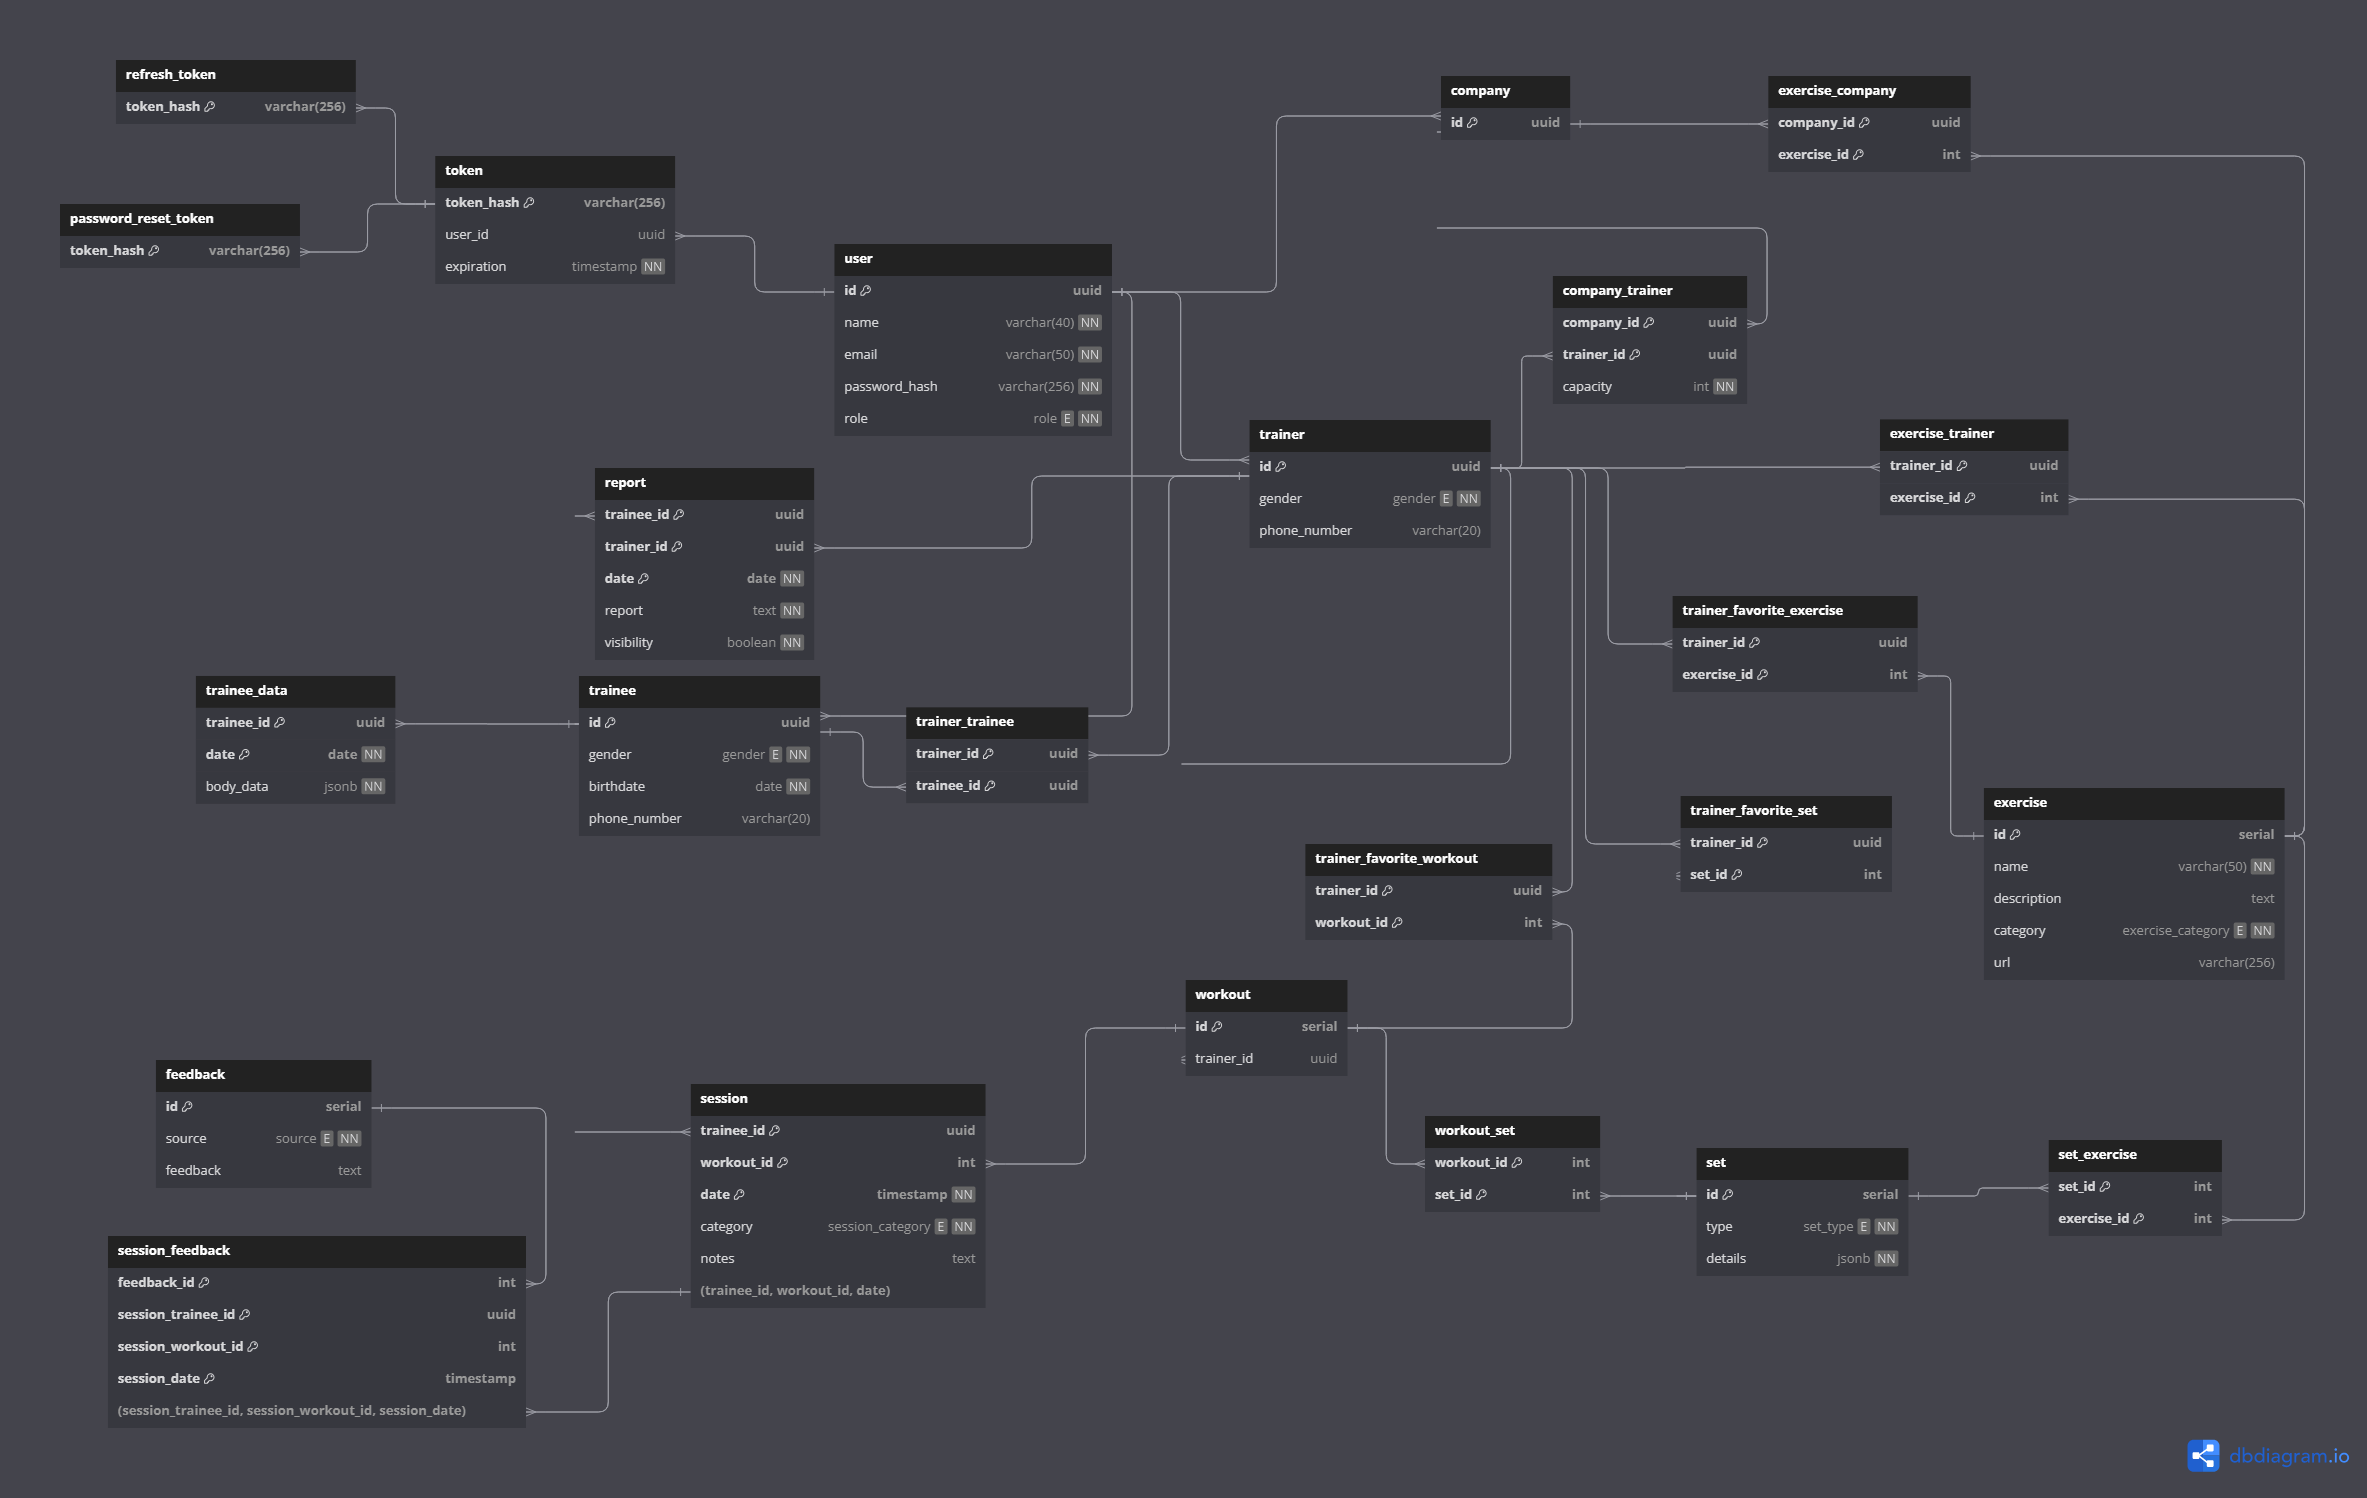 refresh_token
token_hash varchar(256)
password_reset_token
token_hash varchar(256)
token
token_hash varchar(256)
user_id uuid
expiration timestamp NN
user
id uuid
name varchar(40) NN
email varchar(50) NN
password_hash varchar(256) NN
role role E NN
company
id uuid
exercise_company
company_id uuid
exercise_id int
company_trainer
company_id uuid
trainer_id uuid
capacity int NN
trainer
id uuid
gender gender E NN
phone_number varchar(20)
exercise_trainer
trainer_id uuid
exercise_id int
report
trainee_id uuid
trainer_id uuid
date date NN
report text NN
visibility boolean NN
trainer_favorite_exercise
trainer_id uuid
exercise_id int
trainee_data
trainee_id uuid
date date NN
body_data jsonb NN
trainee
id uuid
gender gender E NN
birthdate date NN
phone_number varchar(20)
trainer_trainee
trainer_id uuid
trainee_id uuid
trainer_favorite_set
trainer_id uuid
set_id int
exercise
id serial
name varchar(50) NN
description text
category exercise_category E NN
url varchar(256)
trainer_favorite_workout
trainer_id uuid
workout_id int
workout
id serial
trainer_id uuid
feedback
id serial
source source E NN
feedback text
session
trainee_id uuid
workout_id int
date timestamp NN
category session_category E NN
notes text
(trainee_id, workout_id, date)
workout_set
workout_id int
set_id int
set
id serial
type set_type E NN
details jsonb NN
set_exercise
set_id int
exercise_id int
session_feedback
feedback_id int
session_trainee_id uuid
session_workout_id int
session_date timestamp
(session_trainee_id, session_workout_id, session_date)
dbdiagram.io